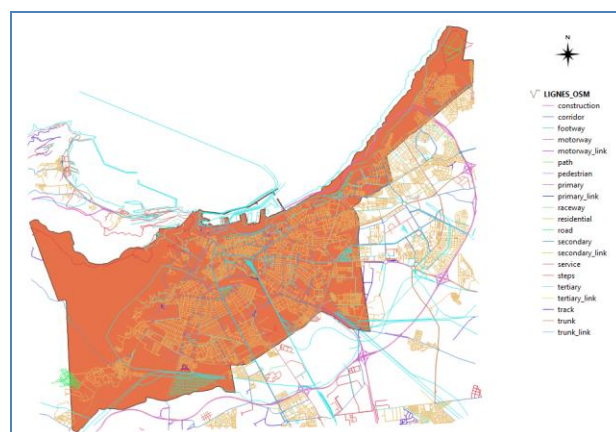 N
LIGNES_OSM
construction
corridor
footway
motorway
motorway_link
path
pedestrian
primary
primary_link
raceway
residential
road
secondary
secondary_link
service
steps
tertiary
tertiary_link
track
trunk
trunk_link